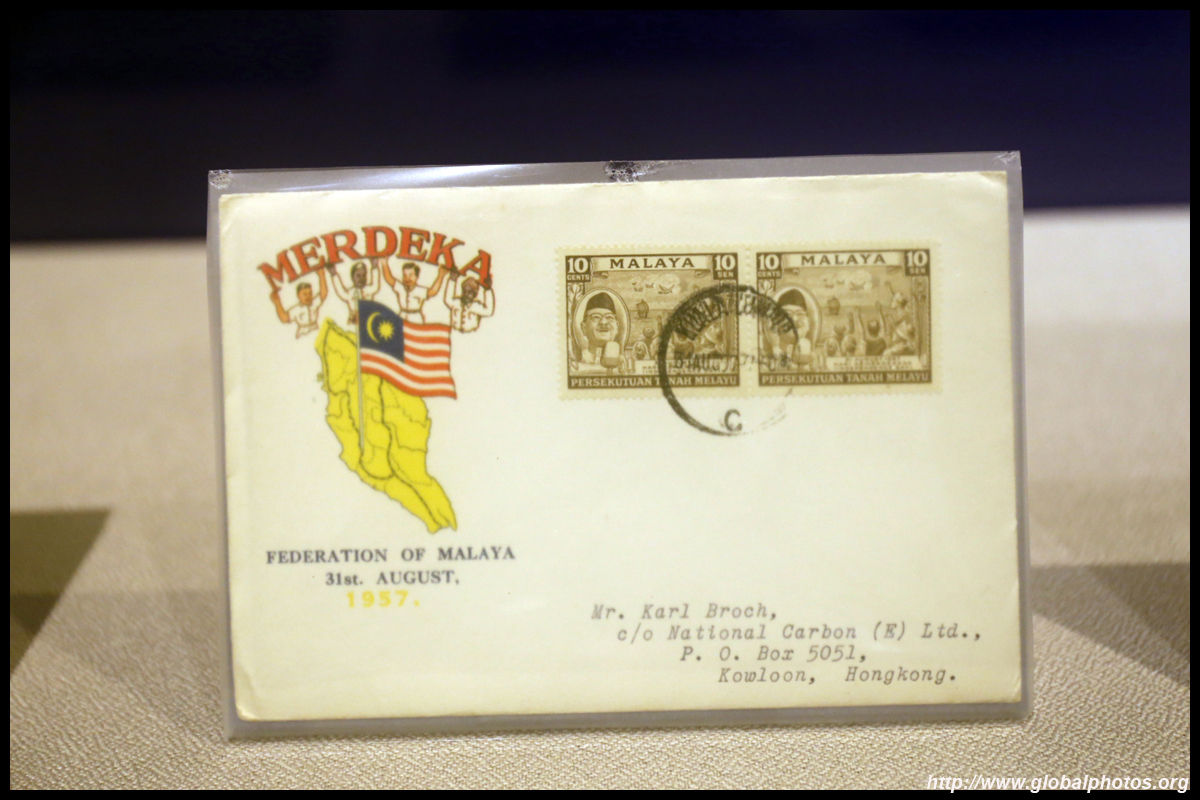 MERDEKA
FEDERATION OF MALAYA
31st. AUGUST,
1957.
10 CENTS MALAYA 10 SEN
PERSEKUTUAN TANAH MELAYU
10 CENTS MALAYA 10 SEN
PERSEKUTUAN TANAH MELAYU
C
Mr. Karl Broch,
c/o National Carbon (E) Ltd.,
P. O. Box 5051,
Kowloon, Hongkong.
http://www.globalphotos.org